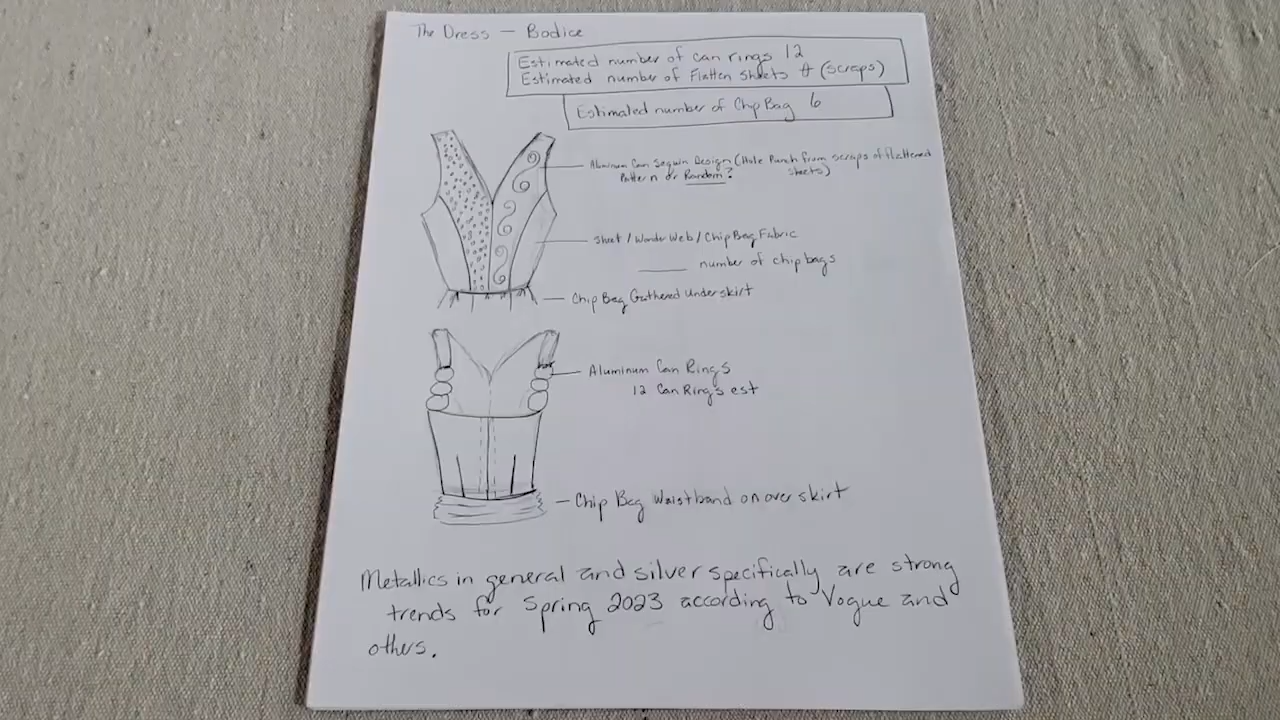 The Dress — Bodice
Estimated number of can rings 12
Estimated number of Flatten Sheets # (scraps)
Estimated number of Chip Bag 6
Aluminum Can Sequin Design (Hole Punch from scraps of flattened
Pattern or Random? sheets)
Sheet / Wonder Web / Chip Bag Fabric
____ number of chip bags
Chip Bag Gathered Underskirt
Aluminum Can Rings
12 Can Rings est
— Chip Bag Waistband on over skirt
Metallics in general and silver specifically are strong
trends for Spring 2023 according to Vogue and
others.